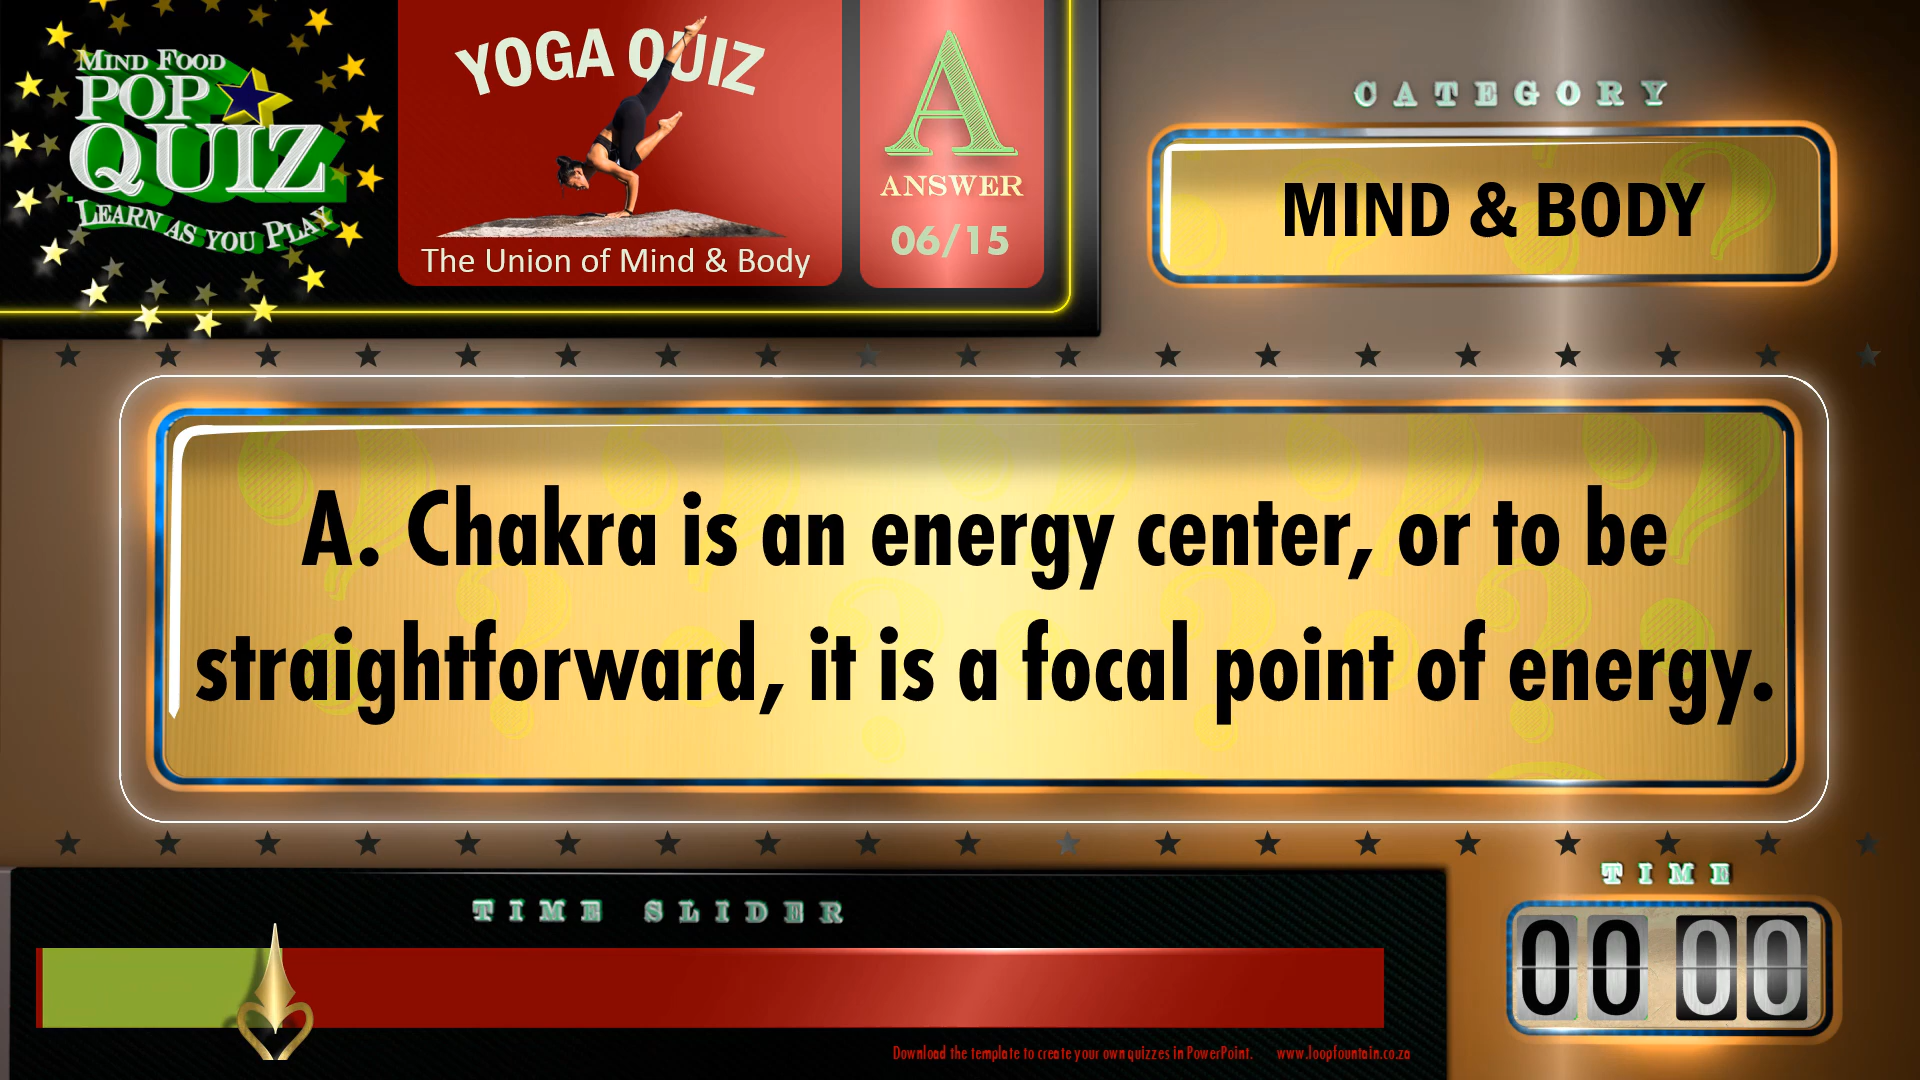 MIND FOOD
POP
QUIZ
LEARN AS YOU PLAY
YOGA QUIZ
The Union of Mind & Body
A
ANSWER
06/15
CATEGORY
MIND & BODY
A. Chakra is an energy center, or to be
straightforward, it is a focal point of energy.
TIME SLIDER
TIME
00 00
Download the template to create your own quizzes in PowerPoint. www.loopfountain.co.za